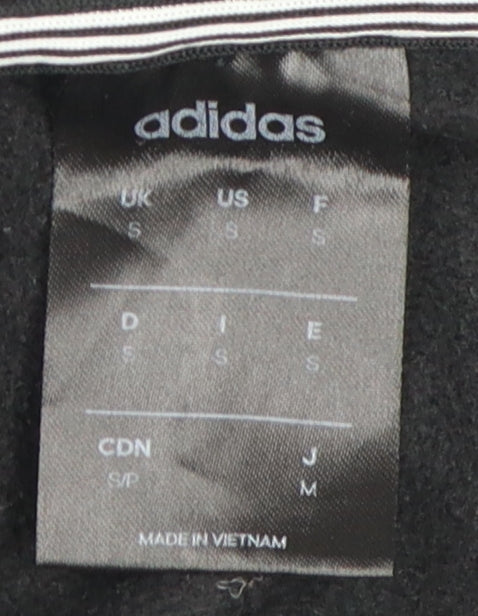 adidas
UK US F
S S S
D I E
S S S
CDN J
S/P M
MADE IN VIETNAM